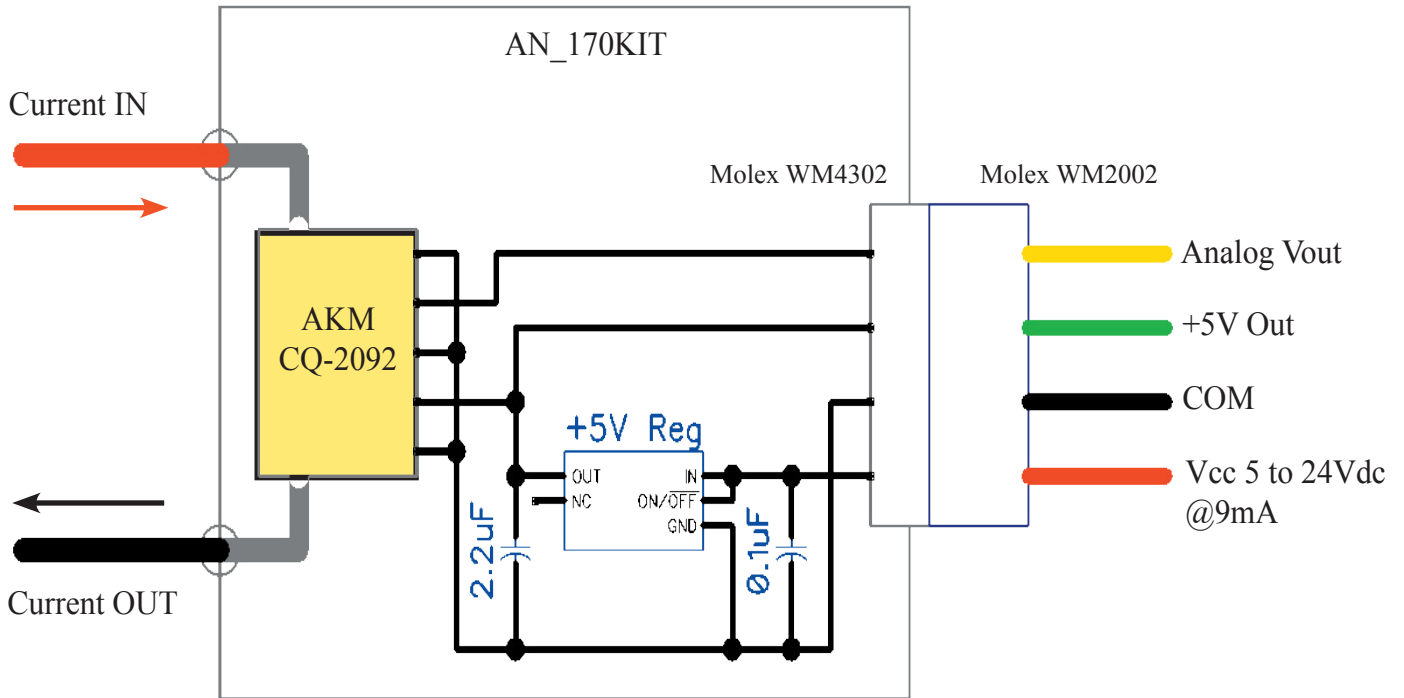 AN_170KIT
Current IN
Molex WM4302
Molex WM2002
Analog Vout
AKM
CQ-2092
+5V Out
COM
+5V Reg
OUT
IN
NC
ON/OFF
GND
2.2uF
0.1uF
Vcc 5 to 24Vdc
@9mA
Current OUT